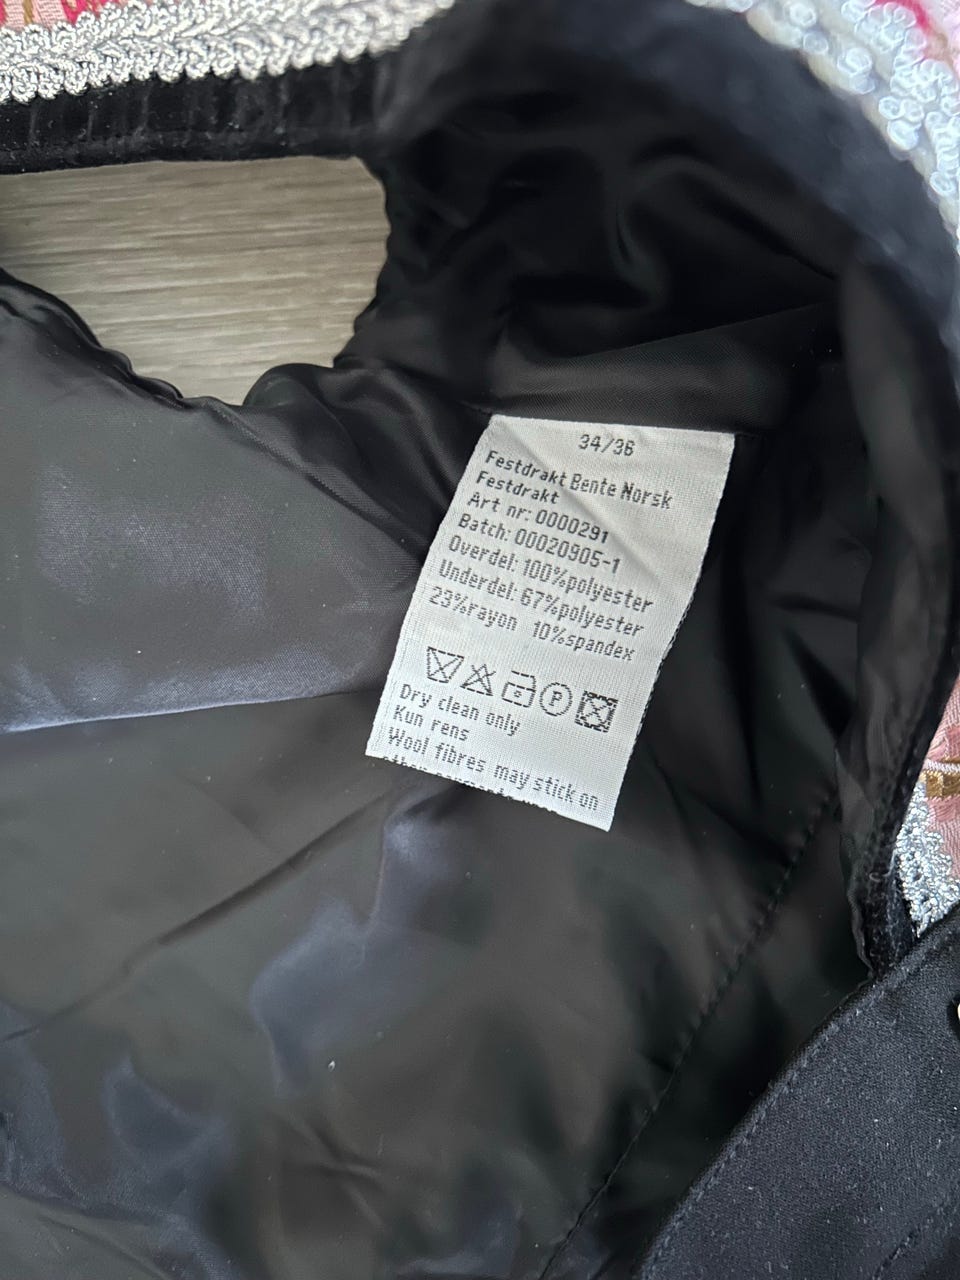 34/36
Festdrakt Bente Norsk
Festdrakt
Art nr: 0000291
Batch: 00020905-1
Overdel: 100%polyester
Underdel: 67%polyester
23%rayon 10%spandex
P
Dry clean only
Kun rens
Wool fibres may stick on